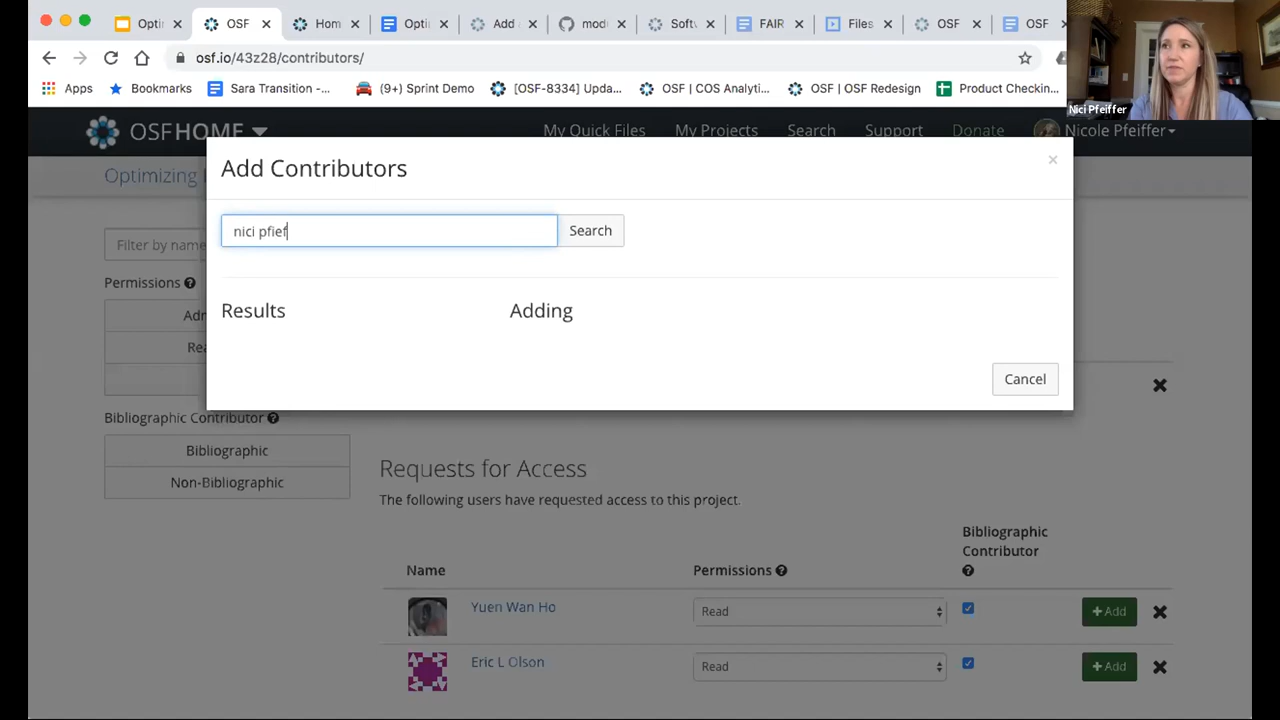 Opti
OSF
Hom
Opti
Add
mod
Softv
FAIR
Files
OSF
OSF
osf.io/43z28/contributors/
Apps
Bookmarks
Sara Transition -...
(9+) Sprint Demo
[OSF-8334] Upda...
OSF | COS Analyti...
OSF | OSF Redesign
Product Checkin...
Nici Pfeiffer
OSFHOME
My Quick Files
My Projects
Search
Support
Donate
Nicole Pfeiffer
Optimizing
Add Contributors
×
nici pfief
Search
Filter by name
Permissions
Results
Adding
Cancel
Bibliographic Contributor
Bibliographic
Non-Bibliographic
Requests for Access
The following users have requested access to this project.
Name
Permissions
Bibliographic
Contributor
Yuen Wan Ho
Read
+ Add
Eric L Olson
Read
+ Add